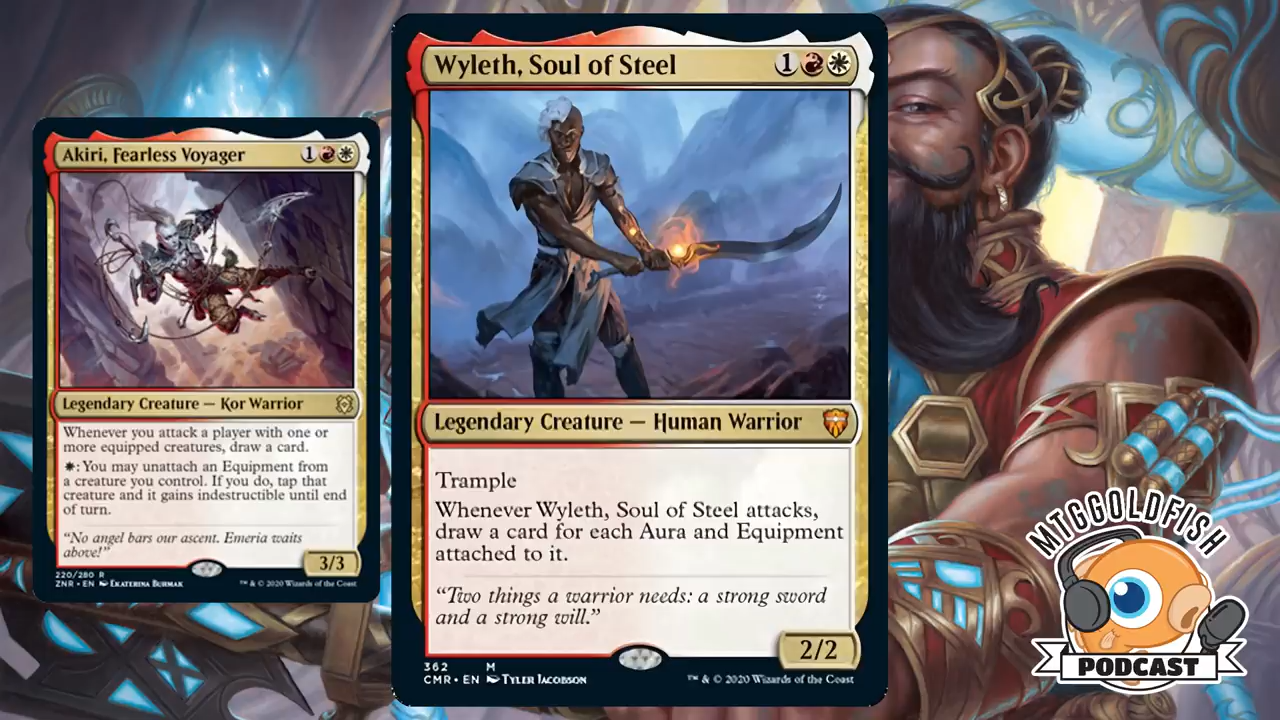 Akiri, Fearless Voyager 1
Legendary Creature — Kor Warrior
Whenever you attack a player with one or
more equipped creatures, draw a card.
: You may unattach an Equipment from
a creature you control. If you do, tap that
creature and it gains indestructible until end
of turn.
“No angel bars our ascent. Emeria waits
above!”
3/3
220/280 R
ZNR • EN Ekaterina Burmak ™ & © 2020 Wizards of the Coast
Wyleth, Soul of Steel 1
Legendary Creature — Human Warrior
Trample
Whenever Wyleth, Soul of Steel attacks,
draw a card for each Aura and Equipment
attached to it.
“Two things a warrior needs: a strong sword
and a strong will.”
2/2
362 M
CMR • EN Tyler Jacobson ™ & © 2020 Wizards of the Coast
MTGGOLDFISH
PODCAST